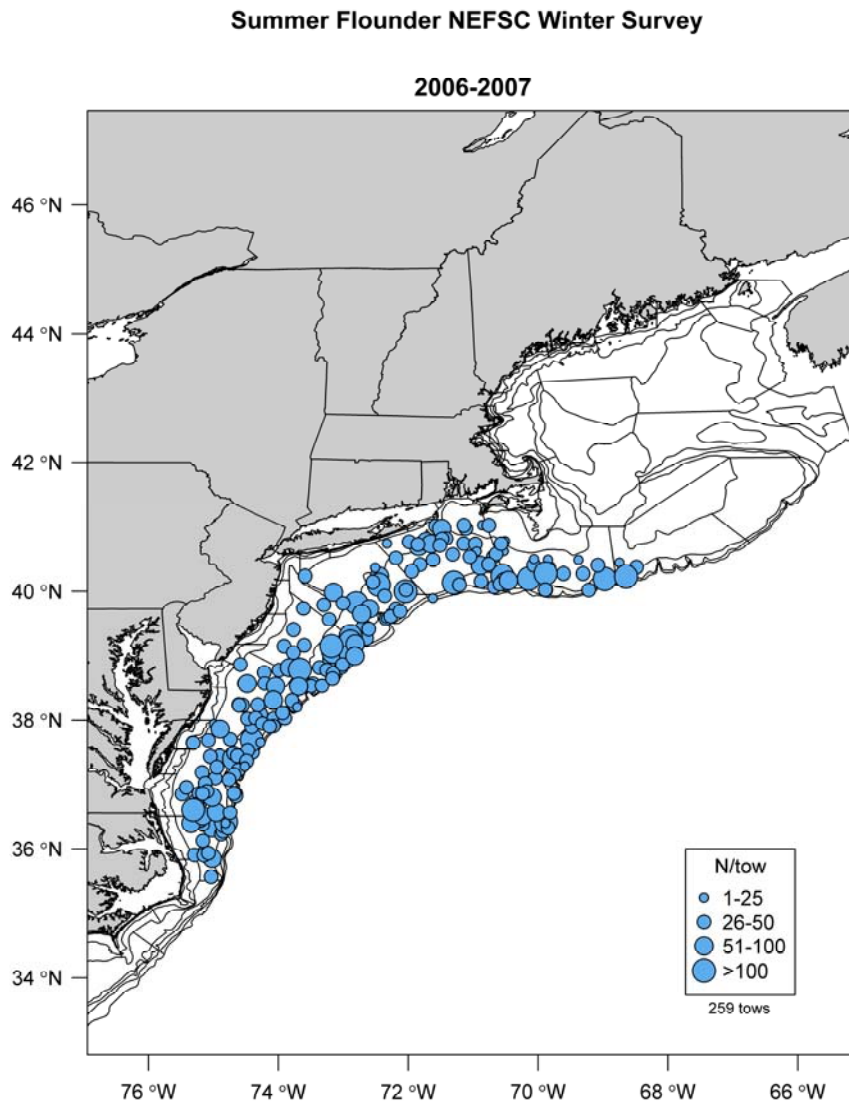 Summer Flounder NEFSC Winter Survey
2006-2007
46 °N
44 °N
42 °N
40 °N
38 °N
36 °N
34 °N
N/tow
1-25
26-50
51-100
>100
259 tows
76 °W 74 °W 72 °W 70 °W 68 °W 66 °W